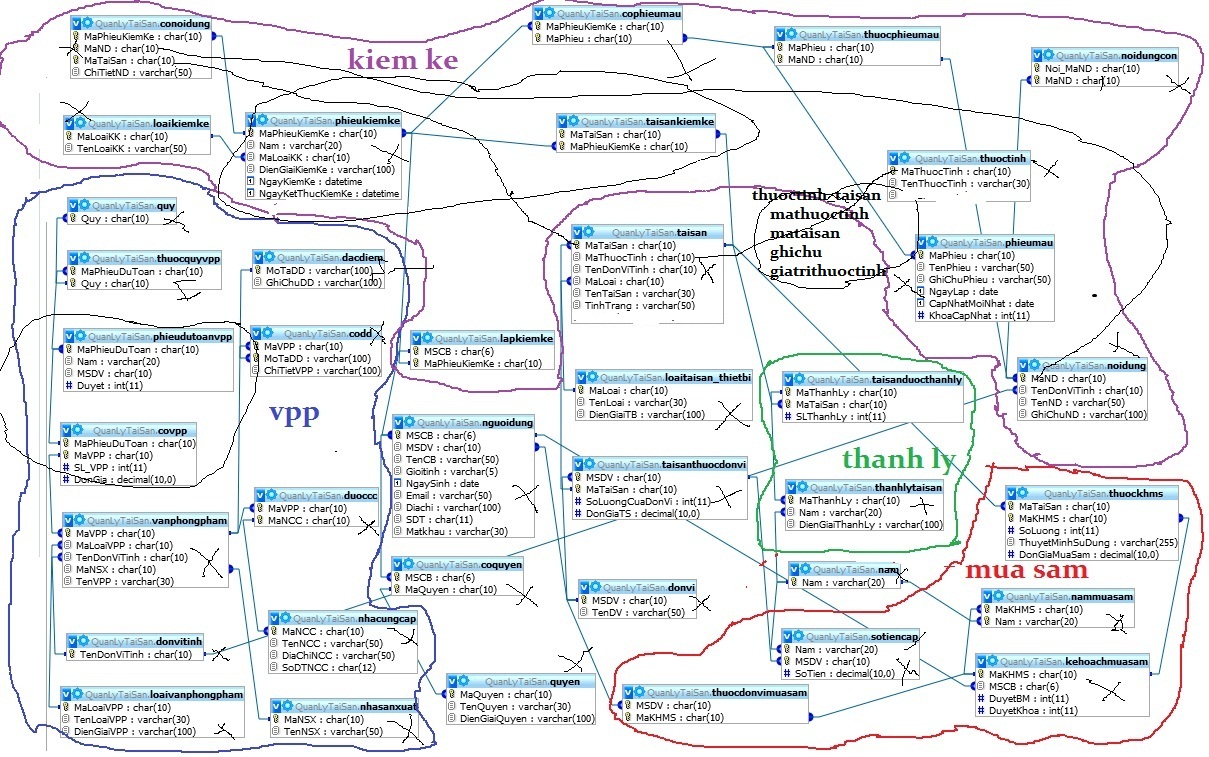 QuanLyTaiSan.conoidung
MaPhieuKiemKe : char(10)
MaND : char(10)
MaTaiSan : char(10)
ChiTietND : varchar(50)
kiem ke
QuanLyTaiSan.cophieumau
MaPhieuKiemKe : char(10)
MaPhieu : char(10)
QuanLyTaiSan.thuocphieumau
MaPhieu : char(10)
MaND : char(10)
QuanLyTaiSan.noidungcon
Noi_MaND : char(10)
MaND : char(10)
QuanLyTaiSan.loaikiemke
MaLoaiKK : char(10)
TenLoaiKK : varchar(50)
QuanLyTaiSan.phieukiemke
MaPhieuKiemKe : char(10)
Nam : varchar(20)
MaLoaiKK : char(10)
DienGiaiKiemKe : varchar(100)
NgayKiemKe : datetime
NgayKetThucKiemKe : datetime
QuanLyTaiSan.taisankiemke
MaTaiSan : char(10)
MaPhieuKiemKe : char(10)
QuanLyTaiSan.thuoctinh
MaThuocTinh : char(10)
TenThuocTinh : varchar(30)
QuanLyTaiSan.quy
Quy : char(10)
QuanLyTaiSan.thuocquyvpp
MaPhieuDuToan : char(10)
Quy : char(10)
QuanLyTaiSan.dacdiem
MoTaDD : varchar(100)
GhiChuDD : varchar(100)
QuanLyTaiSan.taisan
MaTaiSan : char(10)
MaThuocTinh : char(10)
TenDonViTinh : char(10)
MaLoai : char(10)
TenTaiSan : varchar(30)
TinhTrang : varchar(50)
thuoctinh_taisan
mathuoctinh
mataisan
ghichu
giatrithuoctinh
QuanLyTaiSan.phieumau
MaPhieu : char(10)
TenPhieu : varchar(50)
GhiChuPhieu : varchar(50)
NgayLap : date
CapNhatMoiNhat : date
KhoaCapNhat : int(11)
QuanLyTaiSan.phieudutoanvpp
MaPhieuDuToan : char(10)
Nam : varchar(20)
MSDV : char(10)
Duyet : int(11)
QuanLyTaiSan.codd
MaVPP : char(10)
MoTaDD : varchar(100)
ChiTietVPP : varchar(100)
QuanLyTaiSan.lapkiemke
MSCB : char(6)
MaPhieuKiemKe : char(10)
QuanLyTaiSan.loaitaisan_thietbi
MaLoai : char(10)
TenLoai : varchar(30)
DienGiaiTB : varchar(50)
QuanLyTaiSan.taisanduocthanhly
MaThanhLy : char(10)
MaTaiSan : char(10)
SLThanhLy : int(11)
QuanLyTaiSan.noidung
MaND : char(10)
TenDonViTinh : char(10)
TenND : varchar(50)
GhiChuND : varchar(100)
vpp
QuanLyTaiSan.covpp
MaPhieuDuToan : char(10)
MaVPP : char(10)
SL_VPP : int(11)
DonGia : decimal(10,0)
QuanLyTaiSan.nguoidung
MSCB : char(6)
MSDV : char(10)
TenCB : varchar(50)
Gioitinh : varchar(5)
NgaySinh : date
Email : varchar(50)
Diachi : varchar(100)
SDT : char(11)
Matkhau : varchar(30)
QuanLyTaiSan.taisanthuocdonvi
MSDV : char(10)
MaTaiSan : char(10)
SoLuongCuaDonVi : int(11)
DonGiaTS : decimal(10,0)
thanh ly
QuanLyTaiSan.thanhlytaisan
MaThanhLy : char(10)
Nam : varchar(20)
DienGiaiThanhLy : varchar(100)
QuanLyTaiSan.thuockhms
MaTaiSan : char(10)
MaKHMS : char(10)
SoLuong : int(11)
ThuyetMinhSuDung : varchar(255)
DonGiaMuaSam : decimal(10,0)
QuanLyTaiSan.vanphongpham
MaVPP : char(10)
MaLoaiVPP : char(10)
TenDonViTinh : char(10)
MaNSX : char(10)
TenVPP : varchar(30)
QuanLyTaiSan.duoccc
MaVPP : char(10)
MaNCC : char(10)
QuanLyTaiSan.coquyen
MSCB : char(6)
MaQuyen : char(10)
QuanLyTaiSan.donvi
MSDV : char(10)
TenDV : varchar(50)
QuanLyTaiSan.nam
Nam : varchar(20)
mua sam
QuanLyTaiSan.nammuasam
MaKHMS : char(10)
Nam : varchar(20)
QuanLyTaiSan.donvitinh
TenDonViTinh : char(10)
QuanLyTaiSan.nhacungcap
MaNCC : char(10)
TenNCC : varchar(50)
DiaChiNCC : varchar(50)
SoDTNCC : char(12)
QuanLyTaiSan.sotiencap
Nam : varchar(20)
MSDV : char(10)
SoTien : decimal(10,0)
QuanLyTaiSan.kehoachmuasam
MaKHMS : char(10)
MSCB : char(6)
DuyetBM : int(11)
DuyetKhoa : int(11)
QuanLyTaiSan.loaivanphongpham
MaLoaiVPP : char(10)
TenLoaiVPP : varchar(30)
DienGiaiVPP : varchar(100)
QuanLyTaiSan.nhasanxuat
MaNSX : char(10)
TenNSX : varchar(50)
QuanLyTaiSan.quyen
MaQuyen : char(10)
TenQuyen : varchar(30)
DienGiaiQuyen : varchar(100)
QuanLyTaiSan.thuocdonvimuasam
MSDV : char(10)
MaKHMS : char(10)